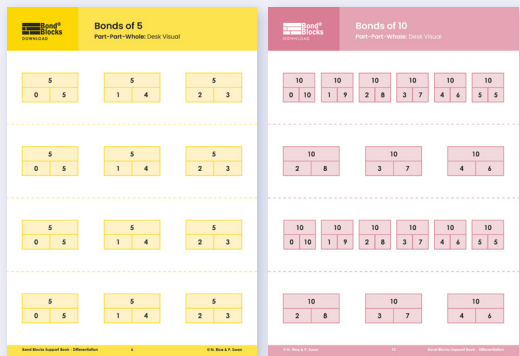 Bond®
Blocks
DOWNLOAD
Bonds of 5
Part-Part-Whole: Desk Visual
5 5 5
0 5 1 4 2 3
5 5 5
0 5 1 4 2 3
5 5 5
0 5 1 4 2 3
5 5 5
0 5 1 4 2 3
Bond Blocks Support Book - Differentiation 6 © N. Bice & P. Swan
Bond®
Blocks
DOWNLOAD
Bonds of 10
Part-Part-Whole: Desk Visual
10 10 10 10 10 10
0 10 1 9 2 8 3 7 4 6 5 5
10 10 10
2 8 3 7 4 6
10 10 10 10 10 10
0 10 1 9 2 8 3 7 4 6 5 5
10 10 10
2 8 3 7 4 6
© N. Bice & P. Swan Bond Blocks Support Book - Differentiation